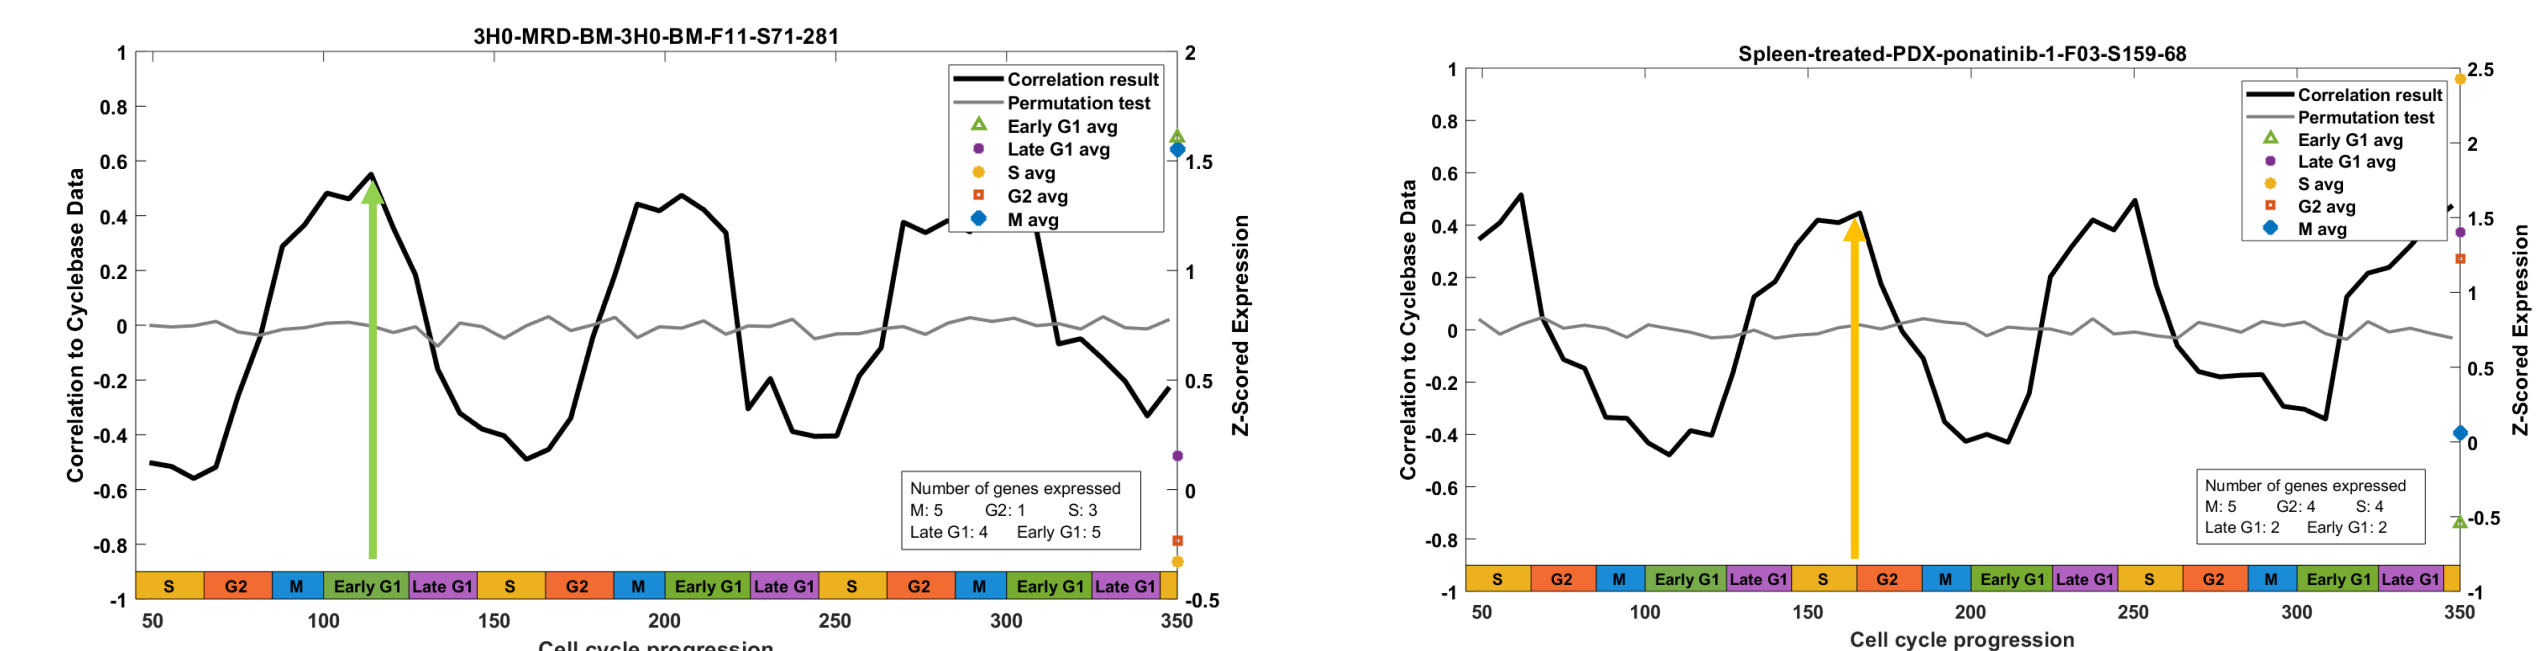 3H0-MRD-BM-3H0-BM-F11-S71-281
Correlation to Cyclebase Data
1
0.8
0.6
0.4
0.2
0
-0.2
-0.4
-0.6
-0.8
-1
Correlation result
Permutation test
Early G1 avg
Late G1 avg
S avg
G2 avg
M avg
Number of genes expressed
M: 5 G2: 1 S: 3
Late G1: 4 Early G1: 5
S G2 M Early G1 Late G1 S G2 M Early G1 Late G1 S G2 M Early G1 Late G1
50 100 150 200 250 300 350
Cell cycle progression
2
1.5
1
0.5
0
-0.5
Z-Scored Expression
Spleen-treated-PDX-ponatinib-1-F03-S159-68
Correlation to Cyclebase Data
1
0.8
0.6
0.4
0.2
0
-0.2
-0.4
-0.6
-0.8
-1
Correlation result
Permutation test
Early G1 avg
Late G1 avg
S avg
G2 avg
M avg
Number of genes expressed
M: 5 G2: 4 S: 4
Late G1: 2 Early G1: 2
S G2 M Early G1 Late G1 S G2 M Early G1 Late G1 S G2 M Early G1 Late G1
50 100 150 200 250 300 350
Cell cycle progression
2.5
2
1.5
1
0.5
0
-0.5
-1
Z-Scored Expression